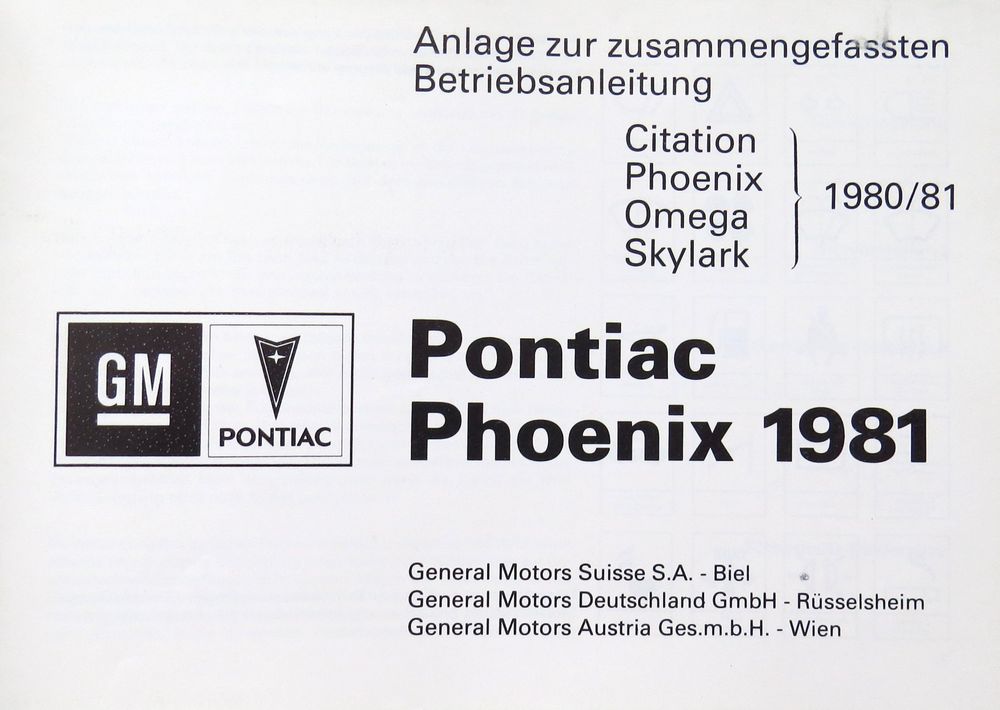 Anlage zur zusammengefassten
Betriebsanleitung
Citation
Phoenix
Omega
Skylark
1980/81
GM
PONTIAC
Pontiac
Phoenix 1981
General Motors Suisse S.A. - Biel
General Motors Deutschland GmbH - Rüsselsheim
General Motors Austria Ges.m.b.H. - Wien